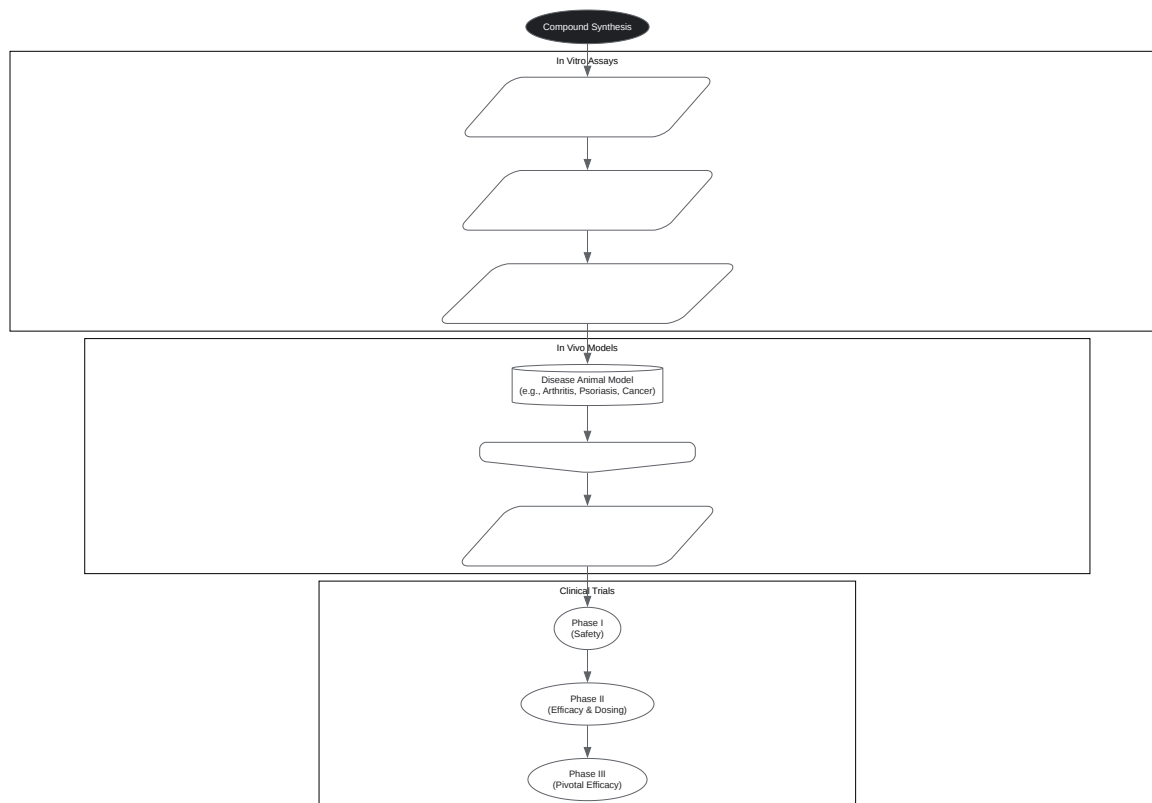 Compound Synthesis
In Vitro Assays
In Vivo Models
Disease Animal Model
(e.g., Arthritis, Psoriasis, Cancer)
Clinical Trials
Phase I
(Safety)
Phase II
(Efficacy & Dosing)
Phase III
(Pivotal Efficacy)